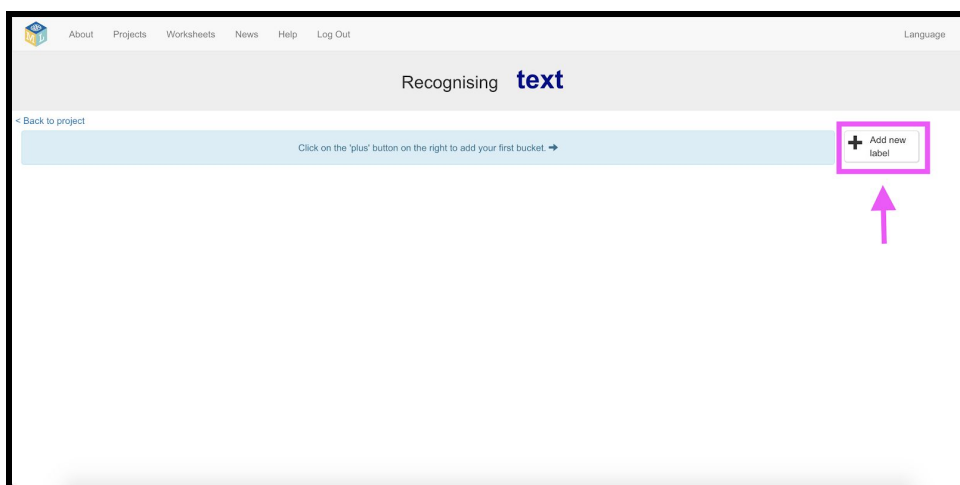 ML
About Projects Worksheets News Help Log Out Language
Recognising text
< Back to project
Click on the 'plus' button on the right to add your first bucket. ➔
Add new
label